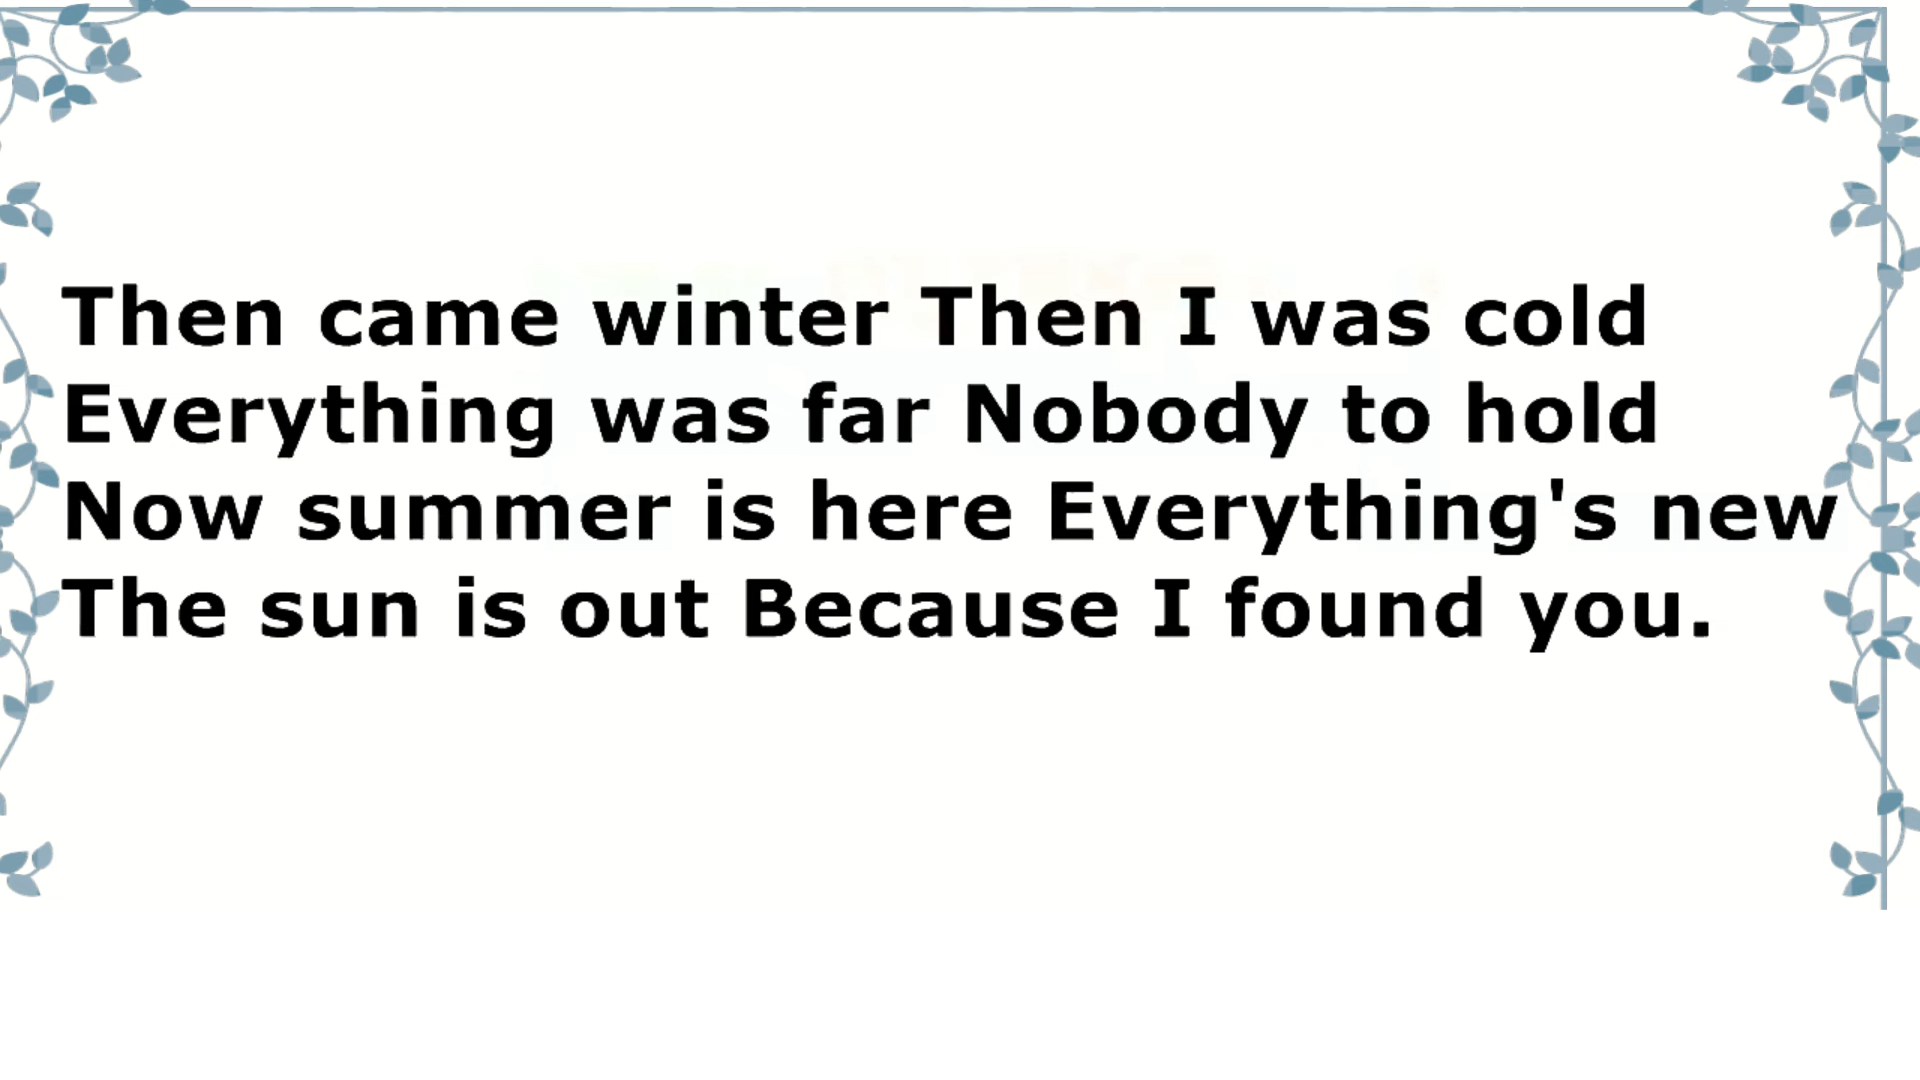 Then came winter Then I was cold
Everything was far Nobody to hold
Now summer is here Everything's new
The sun is out Because I found you.